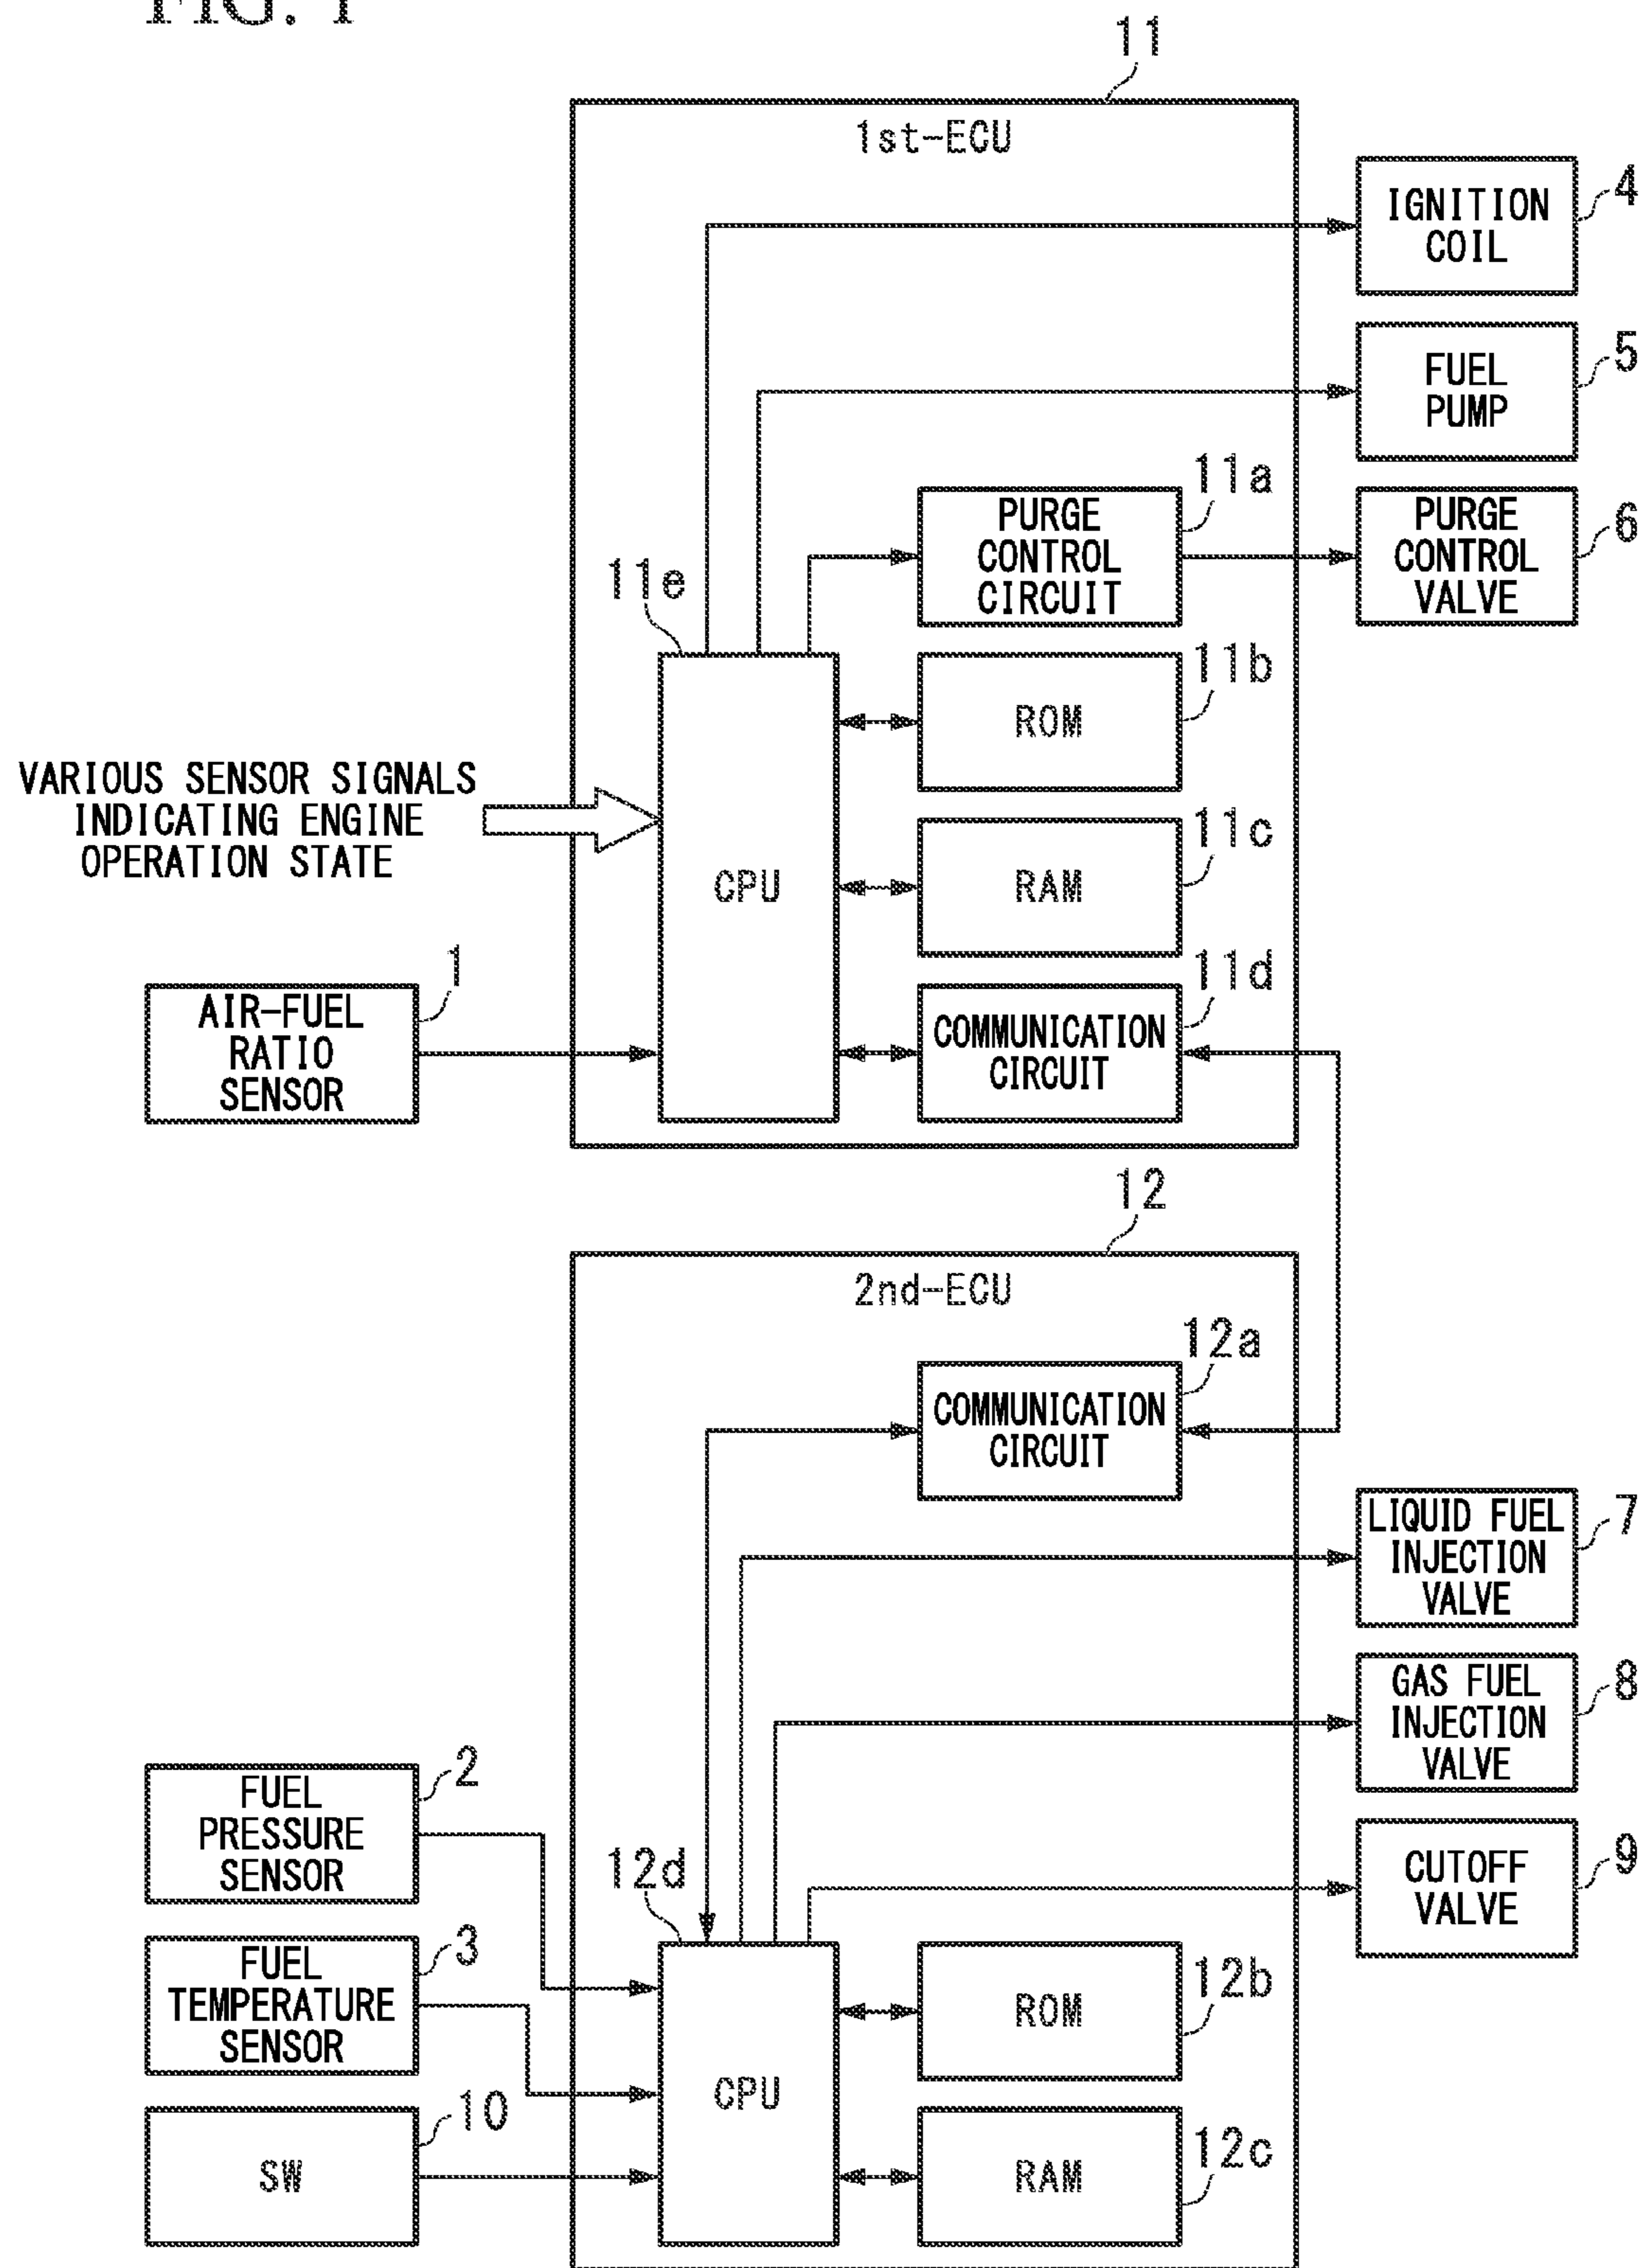 FIG. 1
11
1st-ECU
IGNITION
COIL
4
FUEL
PUMP
5
11a
PURGE
CONTROL
CIRCUIT
PURGE
CONTROL
VALVE
6
11e
11b
ROM
VARIOUS SENSOR SIGNALS
INDICATING ENGINE
OPERATION STATE
CPU
11c
RAM
1
AIR-FUEL
RATIO
SENSOR
11d
COMMUNICATION
CIRCUIT
12
2nd-ECU
12a
COMMUNICATION
CIRCUIT
LIQUID FUEL
INJECTION
VALVE
7
GAS FUEL
INJECTION
VALVE
8
2
FUEL
PRESSURE
SENSOR
CUTOFF
VALVE
9
12d
3
FUEL
TEMPERATURE
SENSOR
CPU
12b
ROM
10
SW
12c
RAM